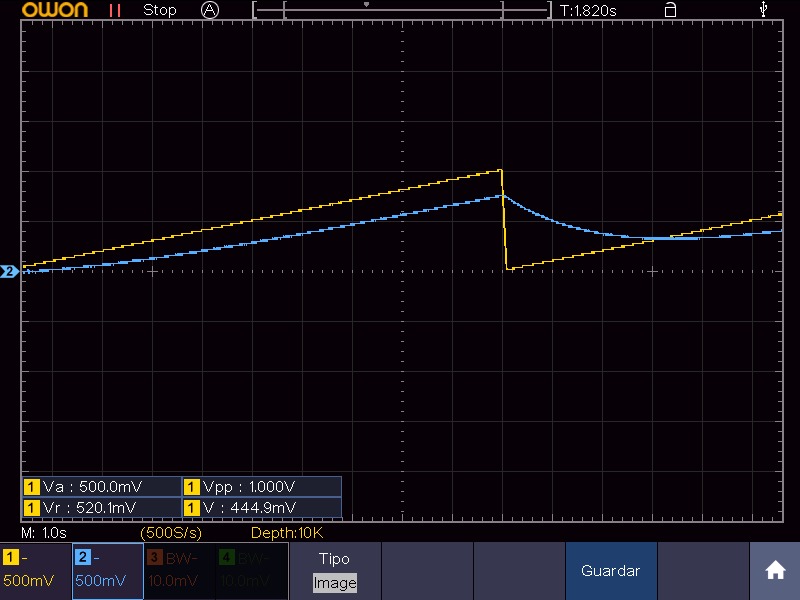 owon Stop A T:1.820s
2
1 Va : 500.0mV 1 Vpp : 1.000V
1 Vr : 520.1mV 1 V : 444.9mV
M: 1.0s (500S/s) Depth:10K
1 - 2 - 3 BW- 4 BW- Tipo
500mV 500mV 10.0mV 10.0mV Image Guardar